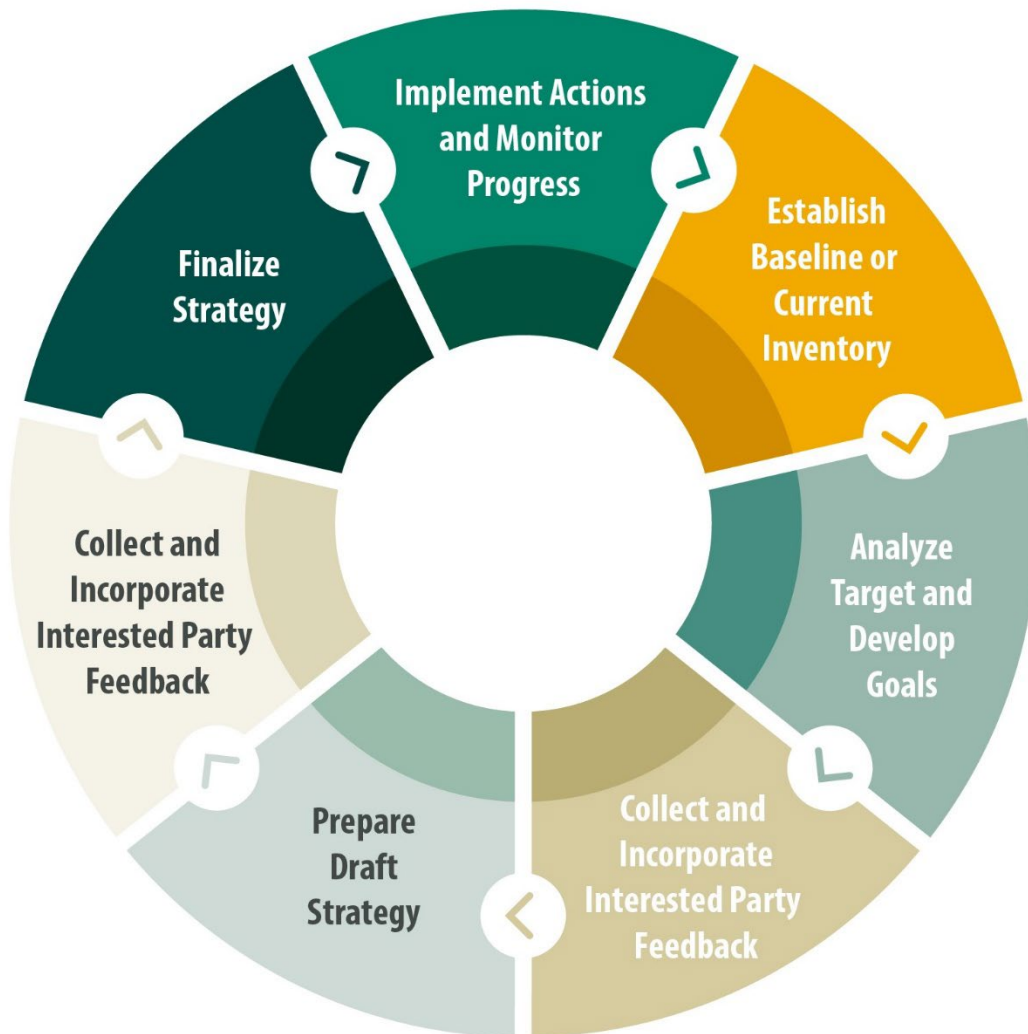 Implement Actions
and Monitor
Progress
Establish
Baseline or
Current
Inventory
Analyze
Target and
Develop
Goals
Collect and
Incorporate
Interested Party
Feedback
Prepare
Draft
Strategy
Collect and
Incorporate
Interested Party
Feedback
Finalize
Strategy